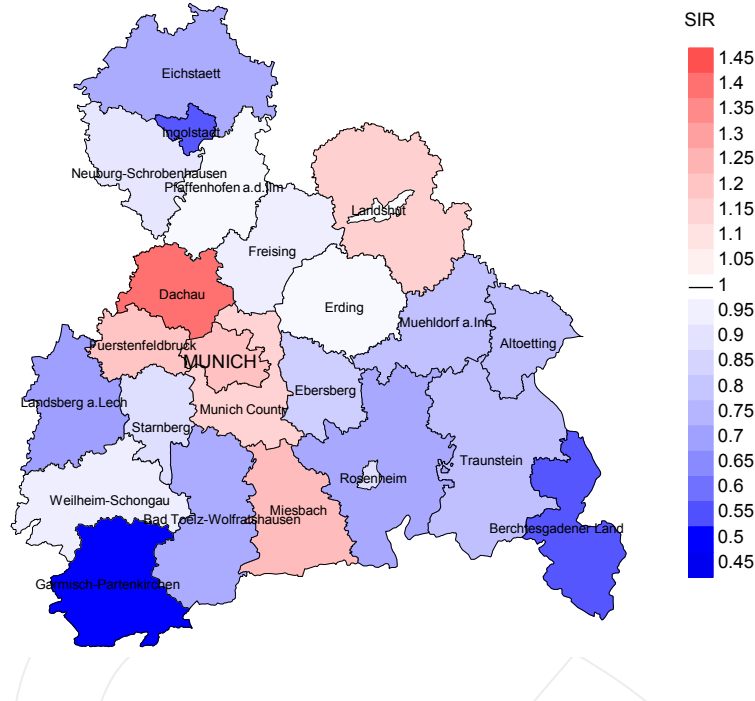 SIR
1.45
1.4
1.35
1.3
1.25
1.2
1.15
1.1
1.05
1
0.95
0.9
0.85
0.8
0.75
0.7
0.65
0.6
0.55
0.5
0.45
Eichstaett
Ingolstadt
Neuburg-Schrobenhausen
Pfaffenhofen a.d.Ilm
Landshut
Freising
Dachau
Erding
Muehldorf a.Inn
Altoetting
Fuerstenfeldbruck
MUNICH
Ebersberg
Landsberg a.Lech
Munich County
Starnberg
Traunstein
Rosenheim
Weilheim-Schongau
Miesbach
Bad Toelz-Wolfratshausen
Berchtesgadener Land
Garmisch-Partenkirchen